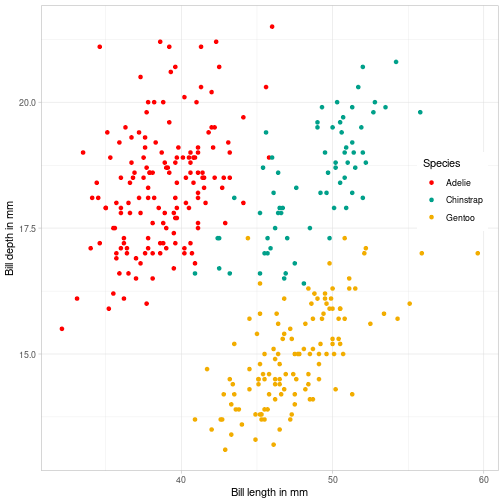 20.0
17.5
15.0
Bill depth in mm
40
50
60
Bill length in mm
Species
Adelie
Chinstrap
Gentoo